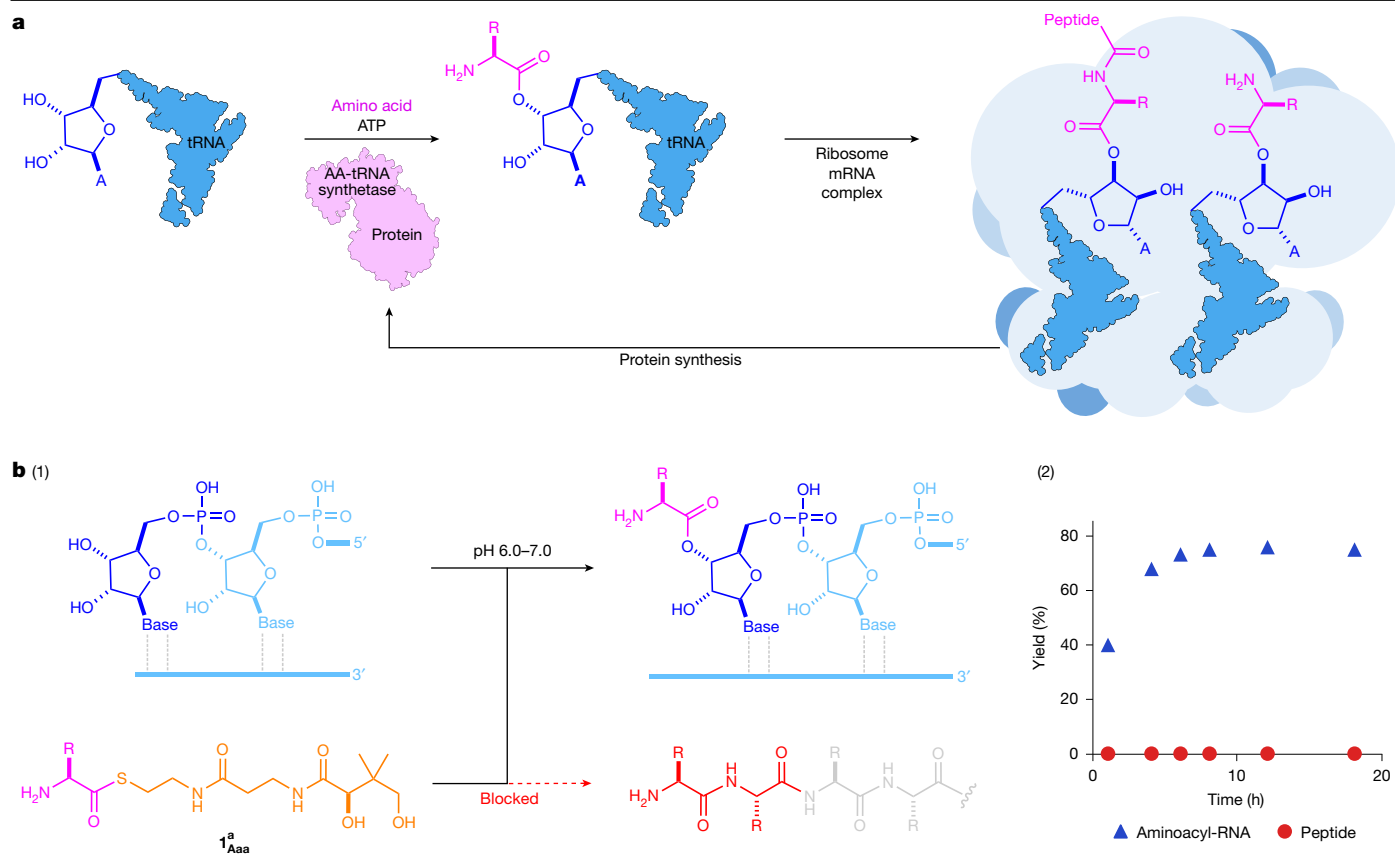 a
HO
HO
O
A
tRNA
Amino acid
ATP
AA-tRNA
synthetase
Protein
R
H2N
O
O
HO
O
A
tRNA
Ribosome
mRNA
complex
Peptide
O
HN
R
O
O
OH
O
A
H2N
R
O
O
OH
O
A
Protein synthesis
b (1)
OH
O P O
O
HO
HO
O
Base
OH
O P O
O 5′
O
HO
Base
3′
pH 6.0–7.0
R
H2N
O
O
HO
O
Base
OH
O P O
O
OH
O P O
O 5′
O
HO
Base
3′
R
H2N
O
S
O
N
H
O
N
H
OH
OH
1aAaa
Blocked
R
H2N
O
H
N
R
O
N
H
R
O
H
N
R
O
(2)
Yield (%)
80
60
40
20
0
0 10 20
Time (h)
Aminoacyl-RNA Peptide